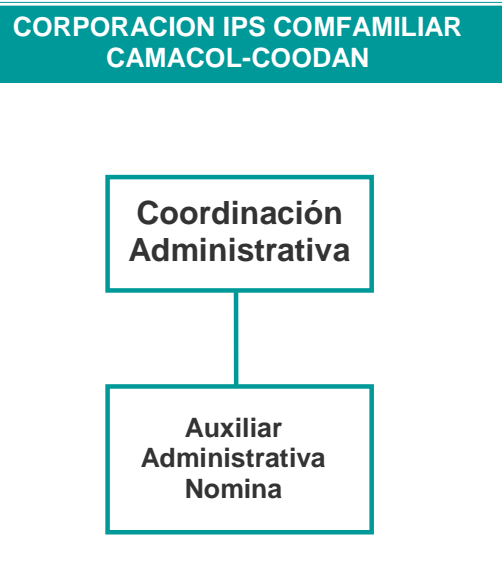 CORPORACION IPS COMFAMILIAR
CAMACOL-COODAN
Coordinación
Administrativa
Auxiliar
Administrativa
Nomina